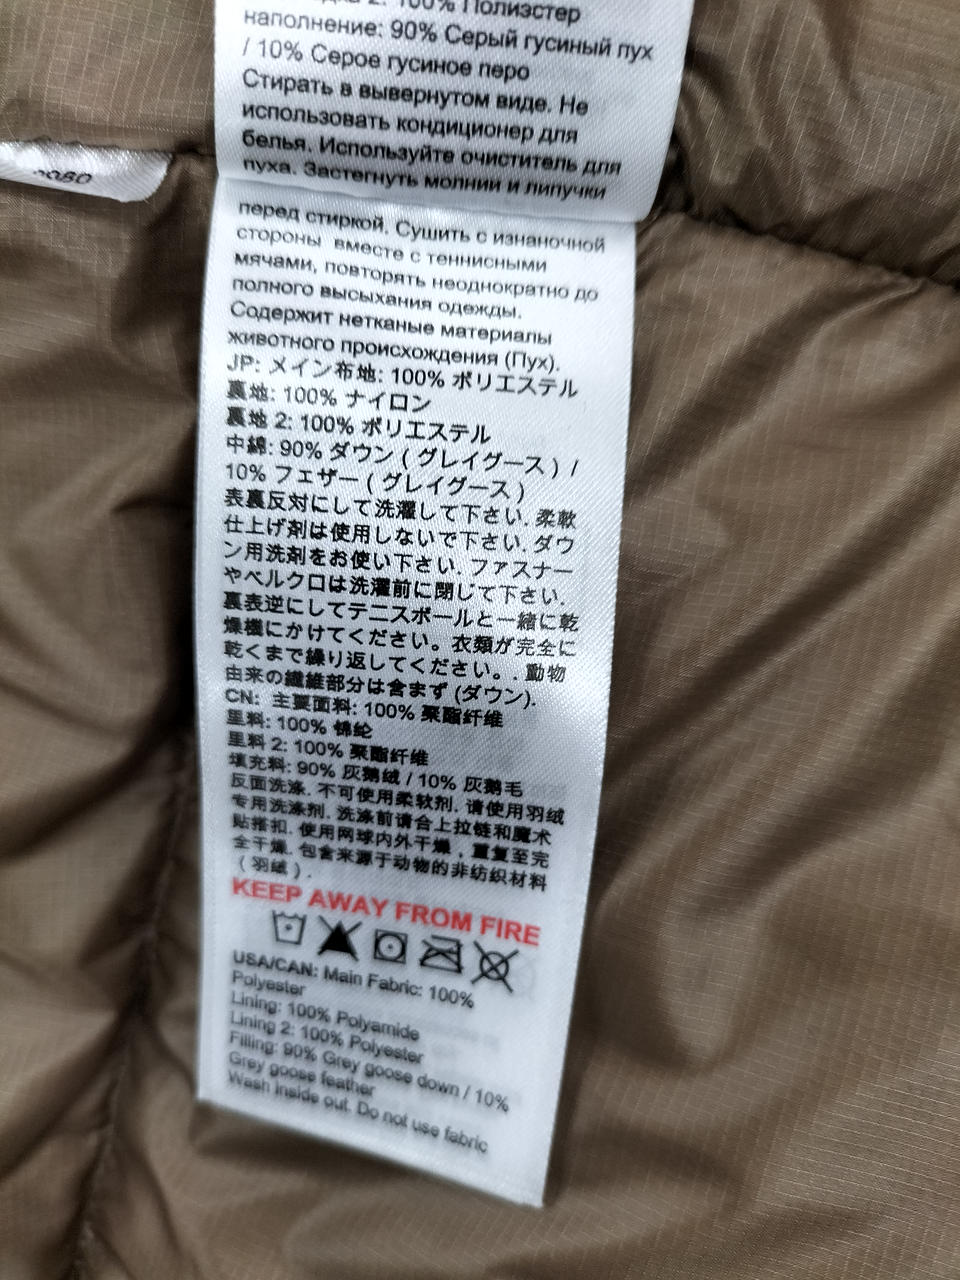 2: 100% Полиэстер
наполнение: 90% Серый гусиный пух
/ 10% Серое гусиное перо
Стирать в вывернутом виде. Не
использовать кондиционер для
белья. Используйте очиститель для
пуха. Застегнуть молнии и липучки
перед стиркой. Сушить с изнаночной
стороны вместе с теннисными
мячами, повторять неоднократно до
полного высыхания одежды.
Содержит нетканые материалы
животного происхождения (Пух).
JP: メイン布地: 100% ポリエステル
裏地: 100% ナイロン
裏地 2: 100% ポリエステル
中綿: 90% ダウン ( グレイグース ) /
10% フェザー ( グレイグース )
表裏反対にして洗濯して下さい. 柔軟
仕上げ剤は使用しないで下さい. ダウ
ン用洗剤をお使い下さい. ファスナー
やベルクロは洗濯前に閉じて下さい.
裏表逆にしてテニスボールと一緒に乾
燥機にかけてください。衣類が完全に
乾くまで繰り返してください。. 動物
由来の繊維部分は含まず (ダウン).
CN: 主要面料: 100% 聚酯纤维
里料: 100% 锦纶
里料 2: 100% 聚酯纤维
填充料: 90% 灰鹅绒 / 10% 灰鹅毛
反面洗涤. 不可使用柔软剂. 请使用羽绒
专用洗涤剂. 洗涤前请合上拉链和魔术
贴搭扣. 使用网球内外干燥，重复至完
全干燥. 包含来源于动物的非纺织材料
( 羽绒 ) .
KEEP AWAY FROM FIRE
USA/CAN: Main Fabric: 100%
Polyester
Lining: 100% Polyamide
Lining 2: 100% Polyester
Filling: 90% Grey goose down / 10%
Grey goose feather
Wash inside out. Do not use fabric